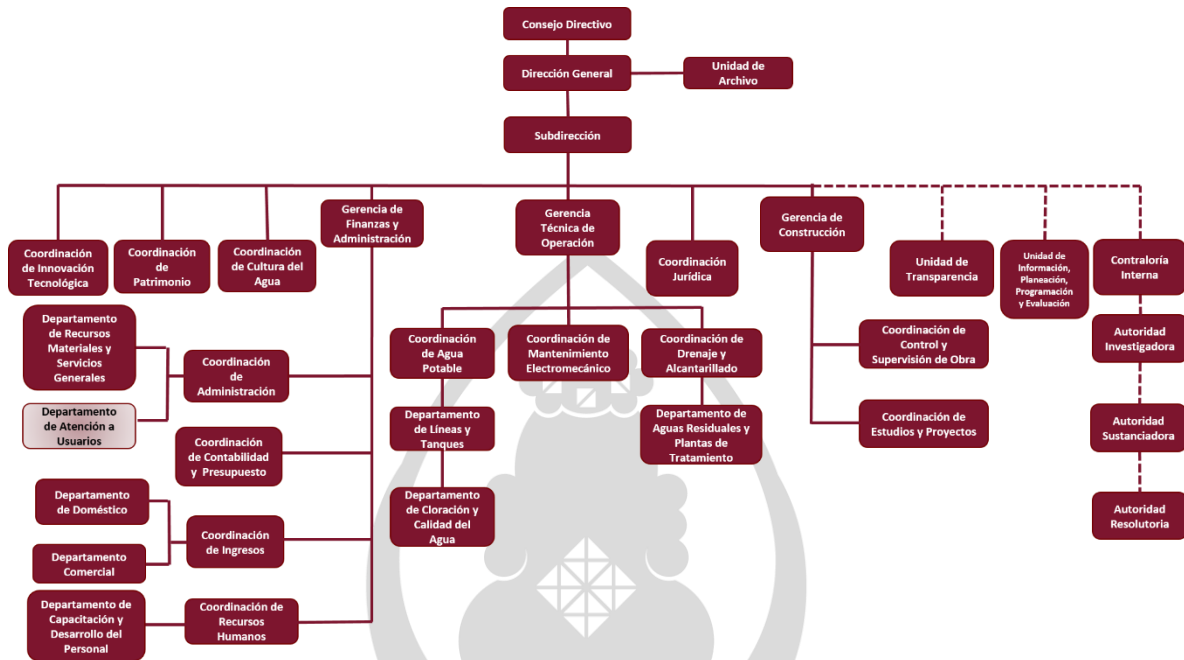 Consejo Directivo
Dirección General
Unidad de
Archivo
Subdirección
Coordinación
de Innovación
Tecnológica
Coordinación
de
Patrimonio
Coordinación
de Cultura del
Agua
Gerencia de
Finanzas y
Administración
Gerencia
Técnica de
Operación
Coordinación
Jurídica
Gerencia de
Construcción
Unidad de
Transparencia
Unidad de
Información,
Planeación,
Programación
y Evaluación
Contraloría
Interna
Departamento
de Recursos
Materiales y
Servicios
Generales
Coordinación
de
Administración
Departamento
de Atención a
Usuarios
Coordinación
de Contabilidad
y Presupuesto
Departamento
de Doméstico
Coordinación
de Ingresos
Departamento
Comercial
Departamento de
Capacitación y
Desarrollo del
Personal
Coordinación de
Recursos
Humanos
Coordinación
de Agua
Potable
Coordinación de
Mantenimiento
Electromecánico
Coordinación de
Drenaje y
Alcantarillado
Departamento
de Líneas y
Tanques
Departamento de
Aguas Residuales y
Plantas de
Tratamiento
Departamento
de Cloración y
Calidad del
Agua
Coordinación de
Control y
Supervisión de Obra
Coordinación de
Estudios y Proyectos
Autoridad
Investigadora
Autoridad
Sustanciadora
Autoridad
Resolutoria